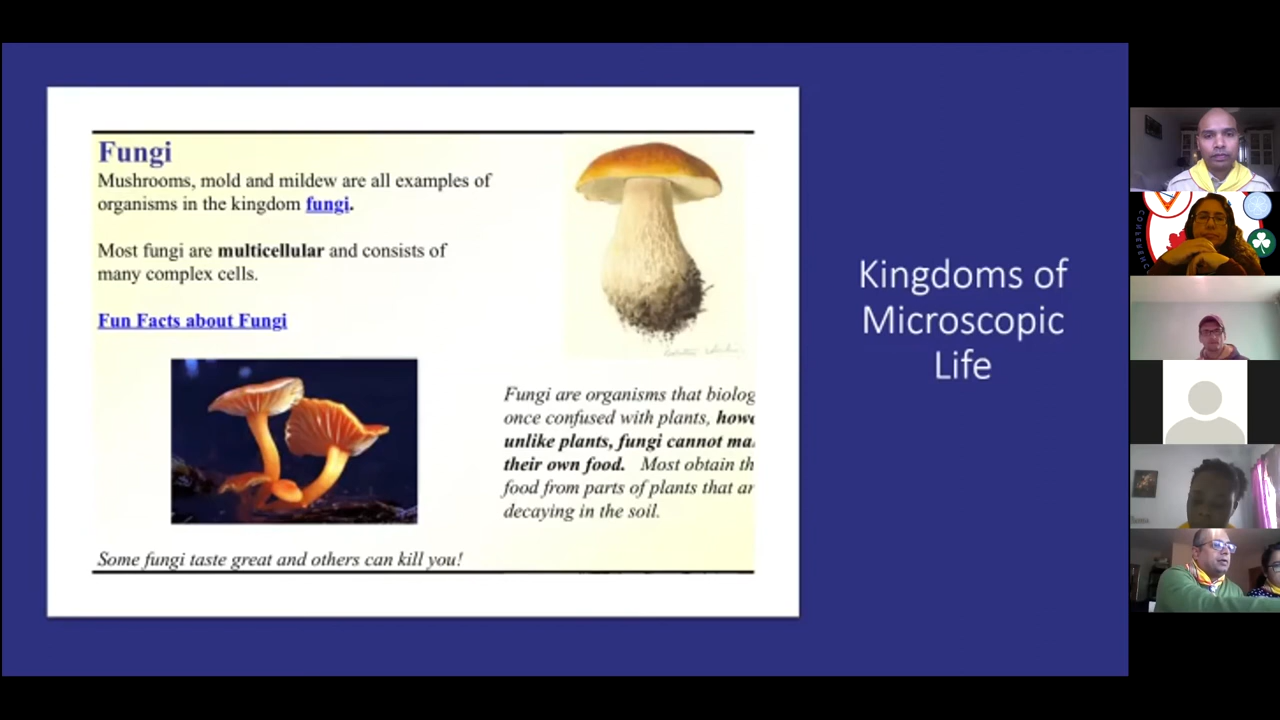 Fungi
Mushrooms, mold and mildew are all examples of
organisms in the kingdom fungi.
Most fungi are multicellular and consists of
many complex cells.
Fun Facts about Fungi
Fungi are organisms that biolog
once confused with plants, howe
unlike plants, fungi cannot ma
their own food. Most obtain th
food from parts of plants that ar
decaying in the soil.
Some fungi taste great and others can kill you!
Kingdoms of
Microscopic
Life